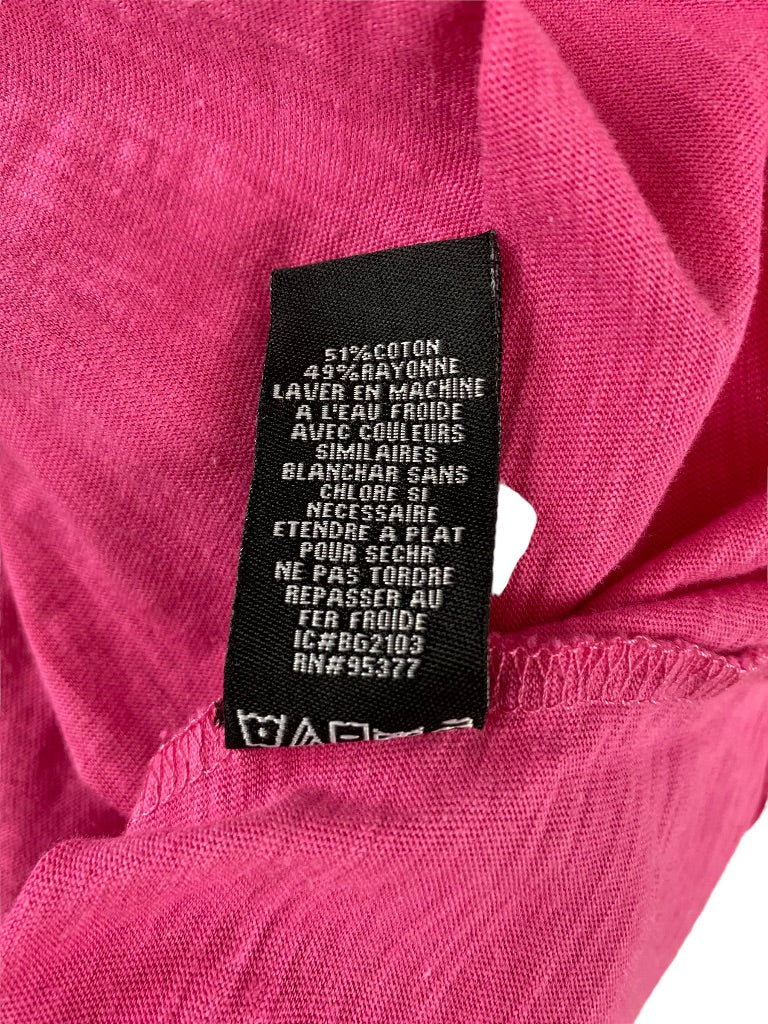 51%COTON
49%RAYONNE
LAVER EN MACHINE
A L'EAU FROIDE
AVEC COULEURS
SIMILAIRES
BLANCHAR SANS
CHLORE SI
NECESSAIRE
ETENDRE A PLAT
POUR SECHR
NE PAS TORDRE
REPASSER AU
FER FROIDE
IC#BG2103
RN#95377